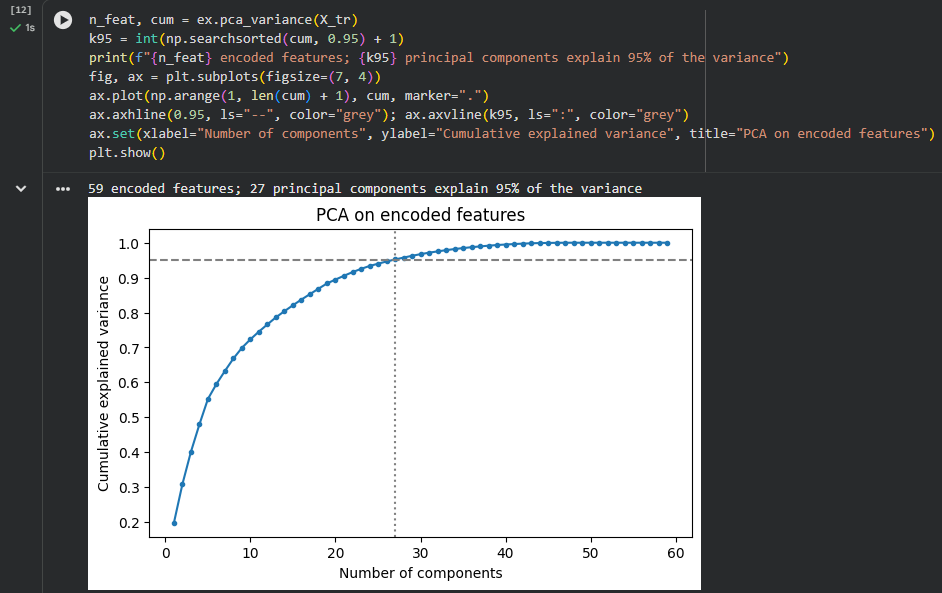 [12]
1s
n_feat, cum = ex.pca_variance(X_tr)
k95 = int(np.searchsorted(cum, 0.95) + 1)
print(f"{n_feat} encoded features; {k95} principal components explain 95% of the variance")
fig, ax = plt.subplots(figsize=(7, 4))
ax.plot(np.arange(1, len(cum) + 1), cum, marker=".")
ax.axhline(0.95, ls="--", color="grey"); ax.axvline(k95, ls=":", color="grey")
ax.set(xlabel="Number of components", ylabel="Cumulative explained variance", title="PCA on encoded features")
plt.show()
59 encoded features; 27 principal components explain 95% of the variance
PCA on encoded features
Cumulative explained variance
1.0
0.9
0.8
0.7
0.6
0.5
0.4
0.3
0.2
0 10 20 30 40 50 60
Number of components